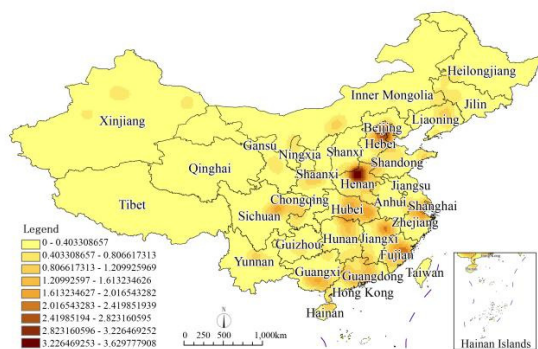 Heilongjiang
Inner Mongolia
Jilin
Liaoning
Xinjiang
Beijing
Hebei
Gansu
Ningxia
Shanxi
Shandong
Qinghai
Shaanxi
Henan
Jiangsu
Tibet
Chongqing
Anhui
Shanghai
Sichuan
Hubei
Zhejiang
Hunan
Jiangxi
Guizhou
Fujian
Yunnan
Taiwan
Guangxi
Guangdong
Hong Kong
Hainan
Legend
0 - 0.403308657
0.403308657 - 0.806617313
0.806617313 - 1.209925969
1.20992597 - 1.613234626
1.613234627 - 2.016543282
2.016543283 - 2.419851939
2.41985194 - 2.823160595
2.823160596 - 3.226469252
3.226469253 - 3.629777908
N
0 250 500 1,000km
Hainan Islands